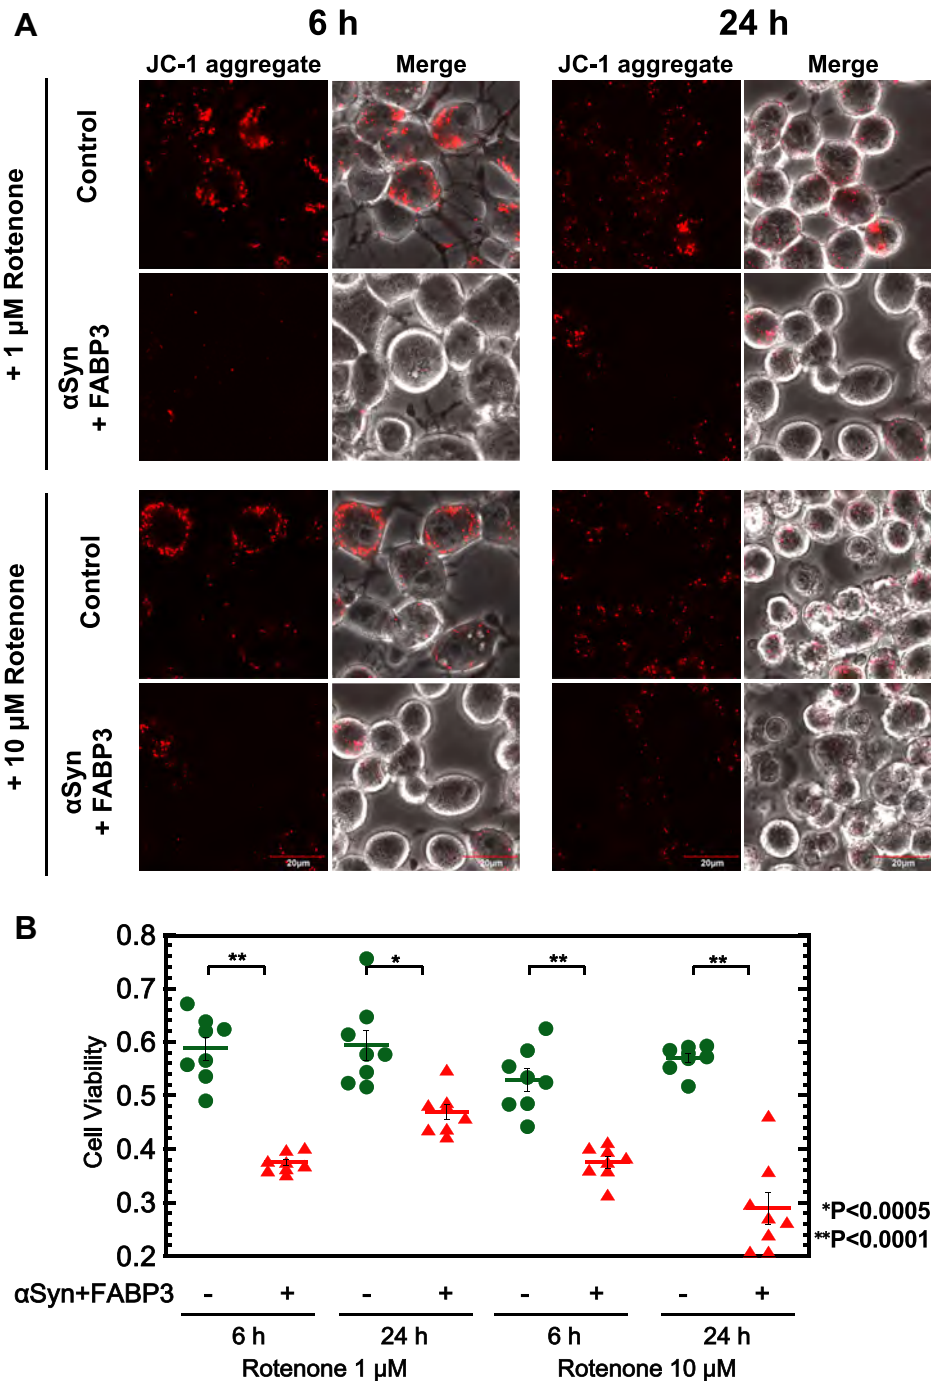 A
6 h
24 h
JC-1 aggregate
Merge
JC-1 aggregate
Merge
+ 1 μM Rotenone
Control
αSyn
+ FABP3
+ 10 μM Rotenone
Control
αSyn
+ FABP3
20μm
20μm
20μm
20μm
B
Cell Viability
0.8
0.7
0.6
0.5
0.4
0.3
0.2
**
*
**
**
*P<0.0005
**P<0.0001
αSyn+FABP3 - + - + - + - +
6 h 24 h 6 h 24 h
Rotenone 1 μM Rotenone 10 μM